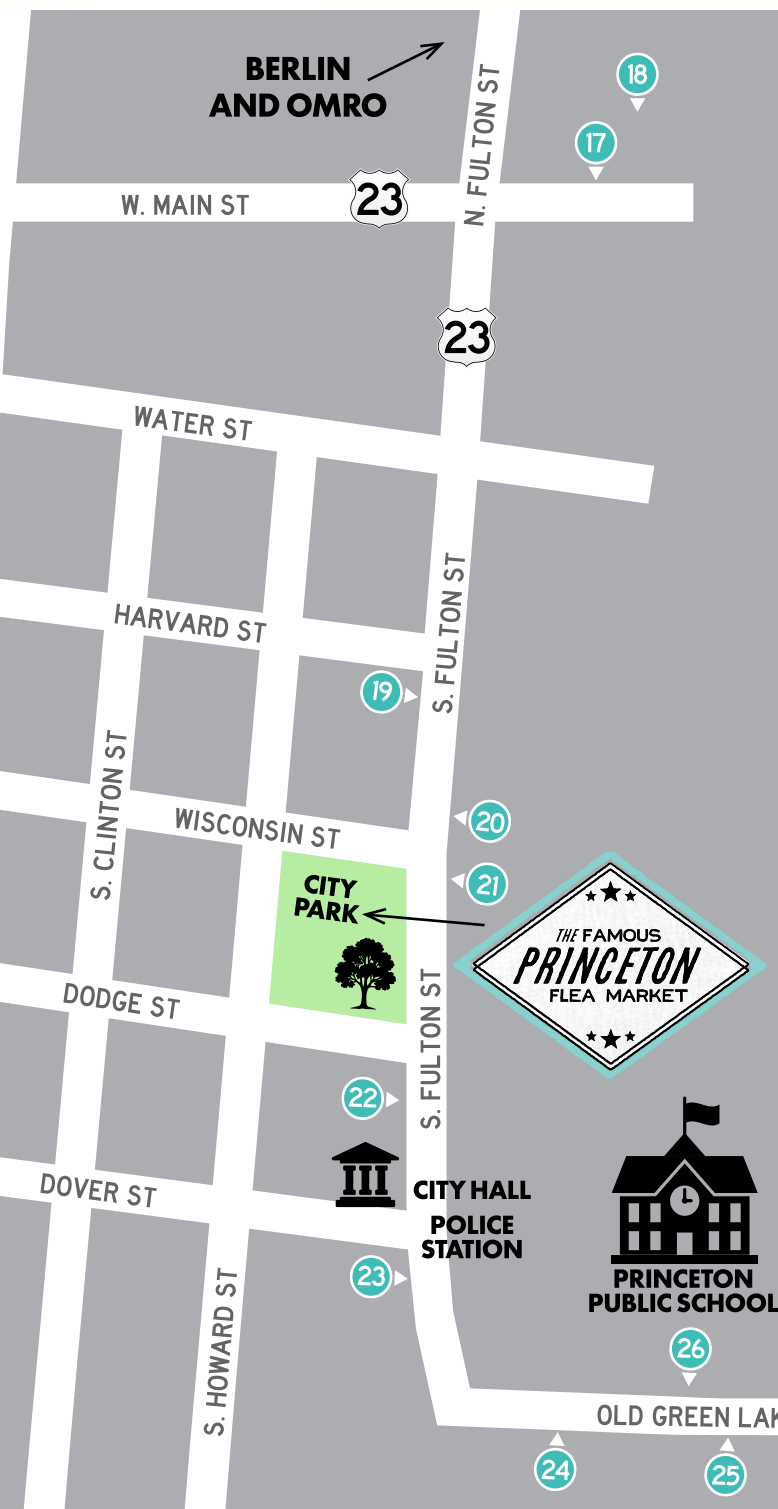 BERLIN
AND OMRO
18
17
N. FULTON ST
W. MAIN ST
23
23
WATER ST
S. FULTON ST
HARVARD ST
19
S. CLINTON ST
WISCONSIN ST
20
21
CITY
PARK
THE FAMOUS
PRINCETON
FLEA MARKET
DODGE ST
S. FULTON ST
22
CITY HALL
POLICE
STATION
DOVER ST
23
PRINCETON
PUBLIC SCHOOL
S. HOWARD ST
26
OLD GREEN LAK
24
25